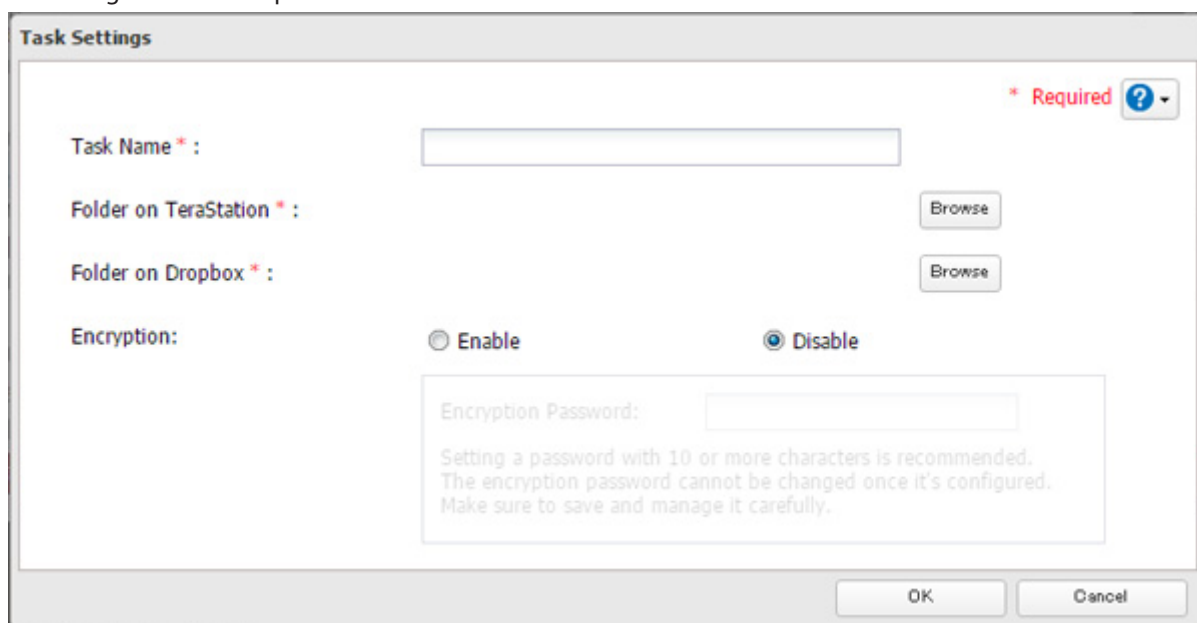 Task Settings
* Required
Task Name * :
Folder on TeraStation * :
Browse
Folder on Dropbox * :
Browse
Encryption:
Enable
Disable
Encryption Password:
Setting a password with 10 or more characters is recommended.
The encryption password cannot be changed once it's configured.
Make sure to save and manage it carefully.
OK
Cancel